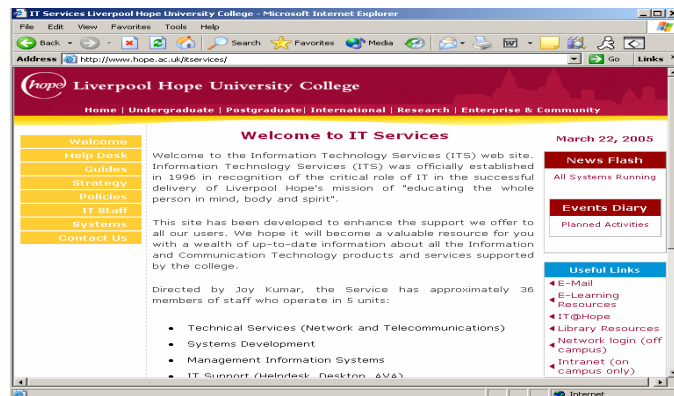 IT Services Liverpool Hope University College - Microsoft Internet Explorer
File Edit View Favorites Tools Help
Back Search Favorites Media
Address http://www.hope.ac.uk/itservices/ Go Links
hope Liverpool Hope University College
Home | Undergraduate | Postgraduate | International | Research | Enterprise & Community
Welcome
Help Desk
Guides
Strategy
Policies
IT Staff
Systems
Contact Us
Welcome to IT Services
Welcome to the Information Technology Services (ITS) web site.
Information Technology Services (ITS) was officially established
in 1996 in recognition of the critical role of IT in the successful
delivery of Liverpool Hope's mission of "educating the whole
person in mind, body and spirit".
This site has been developed to enhance the support we offer to
all our users. We hope it will become a valuable resource for you
with a wealth of up-to-date information about all the Information
and Communication Technology products and services supported
by the college.
Directed by Joy Kumar, the Service has approximately 36
members of staff who operate in 5 units:
• Technical Services (Network and Telecommunications)
• Systems Development
• Management Information Systems
• IT Support (Helpdesk, Desktop, AVA)
March 22, 2005
News Flash
All Systems Running
Events Diary
Planned Activities
Useful Links
E-Mail
E-Learning
Resources
IT@Hope
Library Resources
Network login (off
campus)
Intranet (on
campus only)
Internet